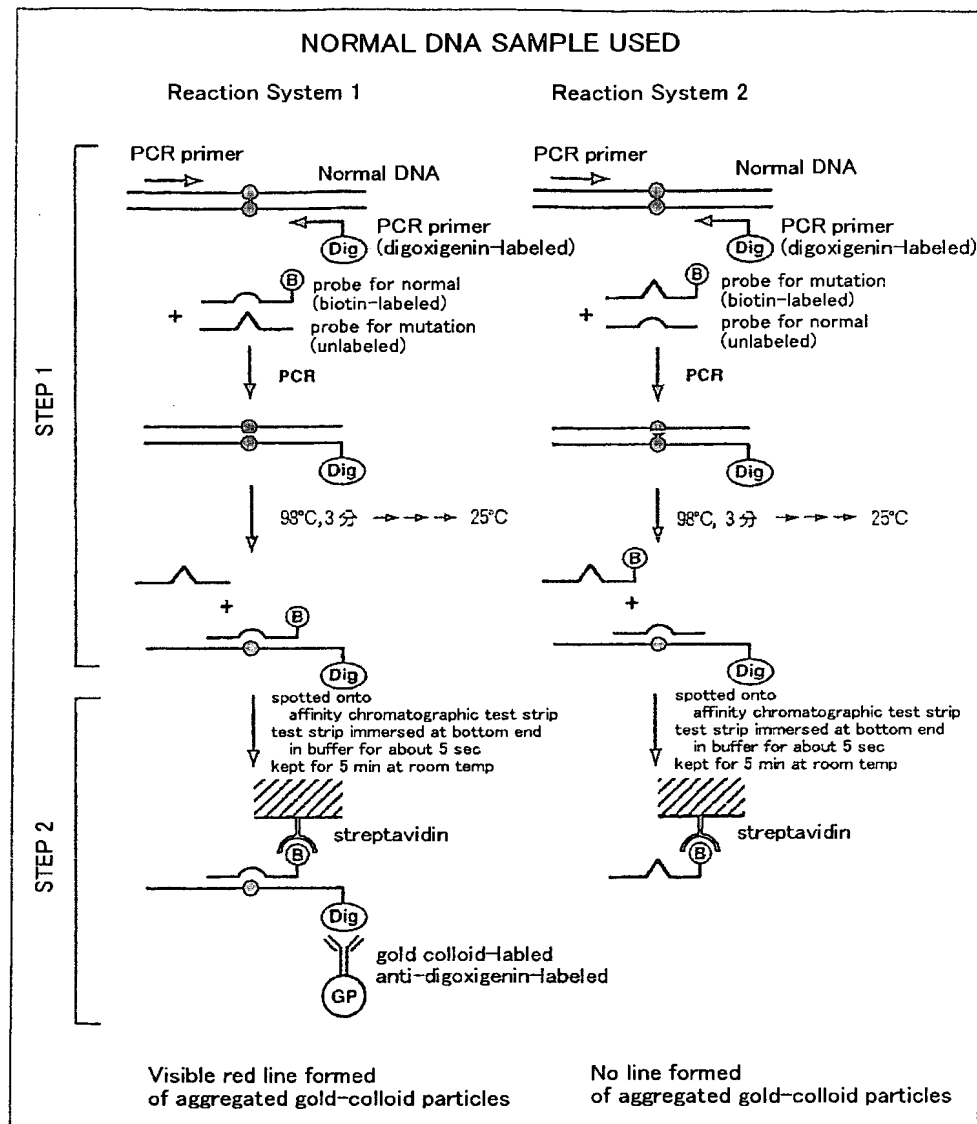 NORMAL DNA SAMPLE USED
Reaction System 1
Reaction System 2
STEP 1
PCR primer
Normal DNA
PCR primer
(digoxigenin-labeled)
Dig
B
probe for normal
(biotin-labeled)
+
probe for mutation
(unlabeled)
PCR
Dig
98°C,3分
25°C
+
B
Dig
PCR primer
Normal DNA
PCR primer
(digoxigenin-labeled)
Dig
B
probe for mutation
(biotin-labeled)
+
probe for normal
(unlabeled)
PCR
Dig
98°C, 3分
25°C
B
+
Dig
STEP 2
spotted onto
affinity chromatographic test strip
test strip immersed at bottom end
in buffer for about 5 sec
kept for 5 min at room temp
streptavidin
B
Dig
gold colloid-labled
anti-digoxigenin-labeled
GP
spotted onto
affinity chromatographic test strip
test strip immersed at bottom end
in buffer for about 5 sec
kept for 5 min at room temp
streptavidin
B
Visible red line formed
of aggregated gold-colloid particles
No line formed
of aggregated gold-colloid particles